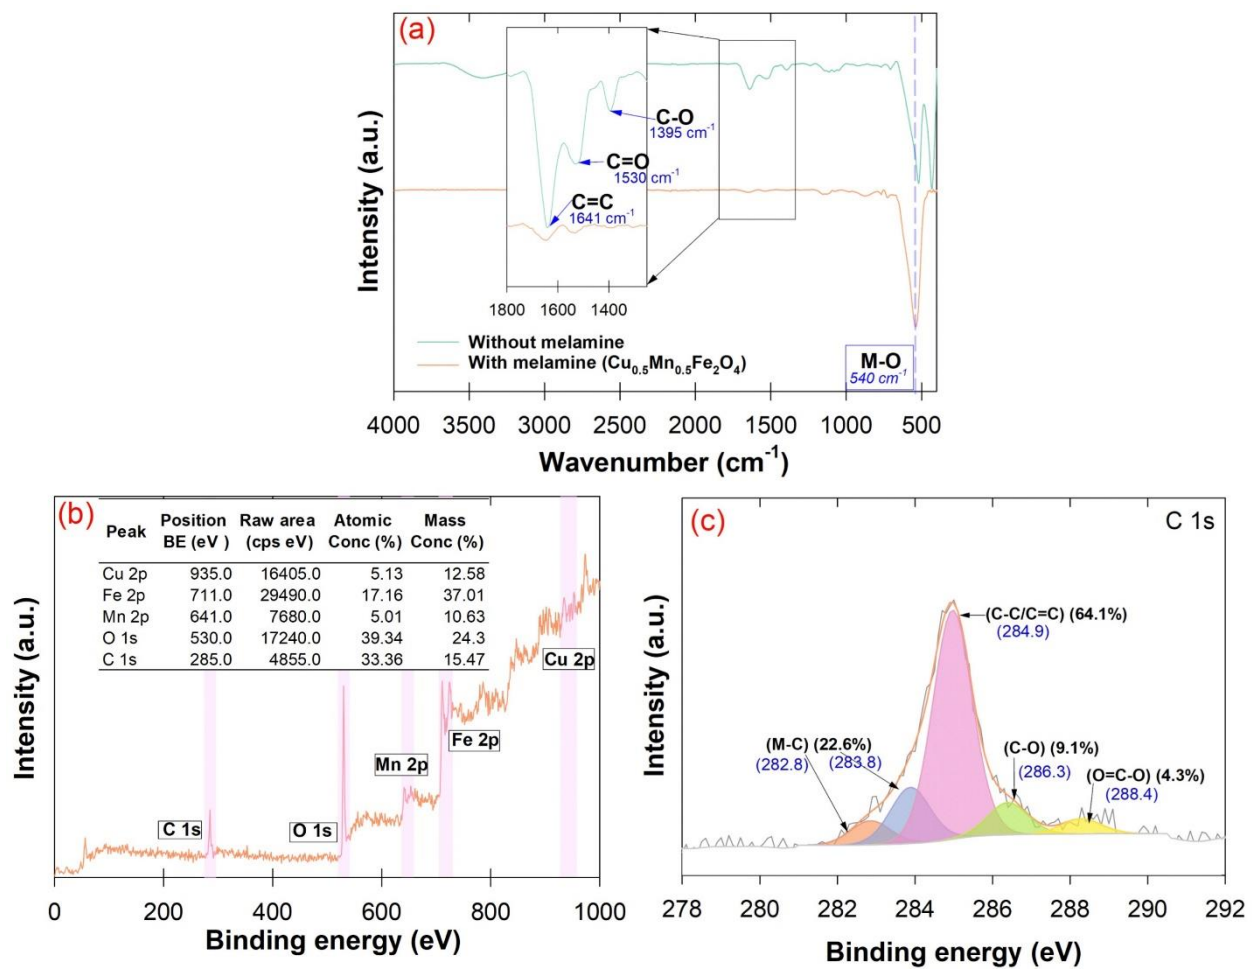 (a)
Intensity (a.u.)
C-O
1395 cm⁻¹
C=O
1530 cm⁻¹
C=C
1641 cm⁻¹
1800 1600 1400
Without melamine
With melamine (Cu₀.₅Mn₀.₅Fe₂O₄)
M-O
540 cm⁻¹
4000 3500 3000 2500 2000 1500 1000 500
Wavenumber (cm⁻¹)
(b)
Intensity (a.u.)
Peak Position BE (eV ) Raw area (cps eV) Atomic Conc (%) Mass Conc (%)
Cu 2p 935.0 16405.0 5.13 12.58
Fe 2p 711.0 29490.0 17.16 37.01
Mn 2p 641.0 7680.0 5.01 10.63
O 1s 530.0 17240.0 39.34 24.3
C 1s 285.0 4855.0 33.36 15.47
Cu 2p
Fe 2p
Mn 2p
O 1s
C 1s
0 200 400 600 800 1000
Binding energy (eV)
(c)
C 1s
Intensity (a.u.)
(C-C/C=C) (64.1%)
(284.9)
(M-C) (22.6%)
(282.8) (283.8)
(C-O) (9.1%)
(286.3)
(O=C-O) (4.3%)
(288.4)
278 280 282 284 286 288 290 292
Binding energy (eV)